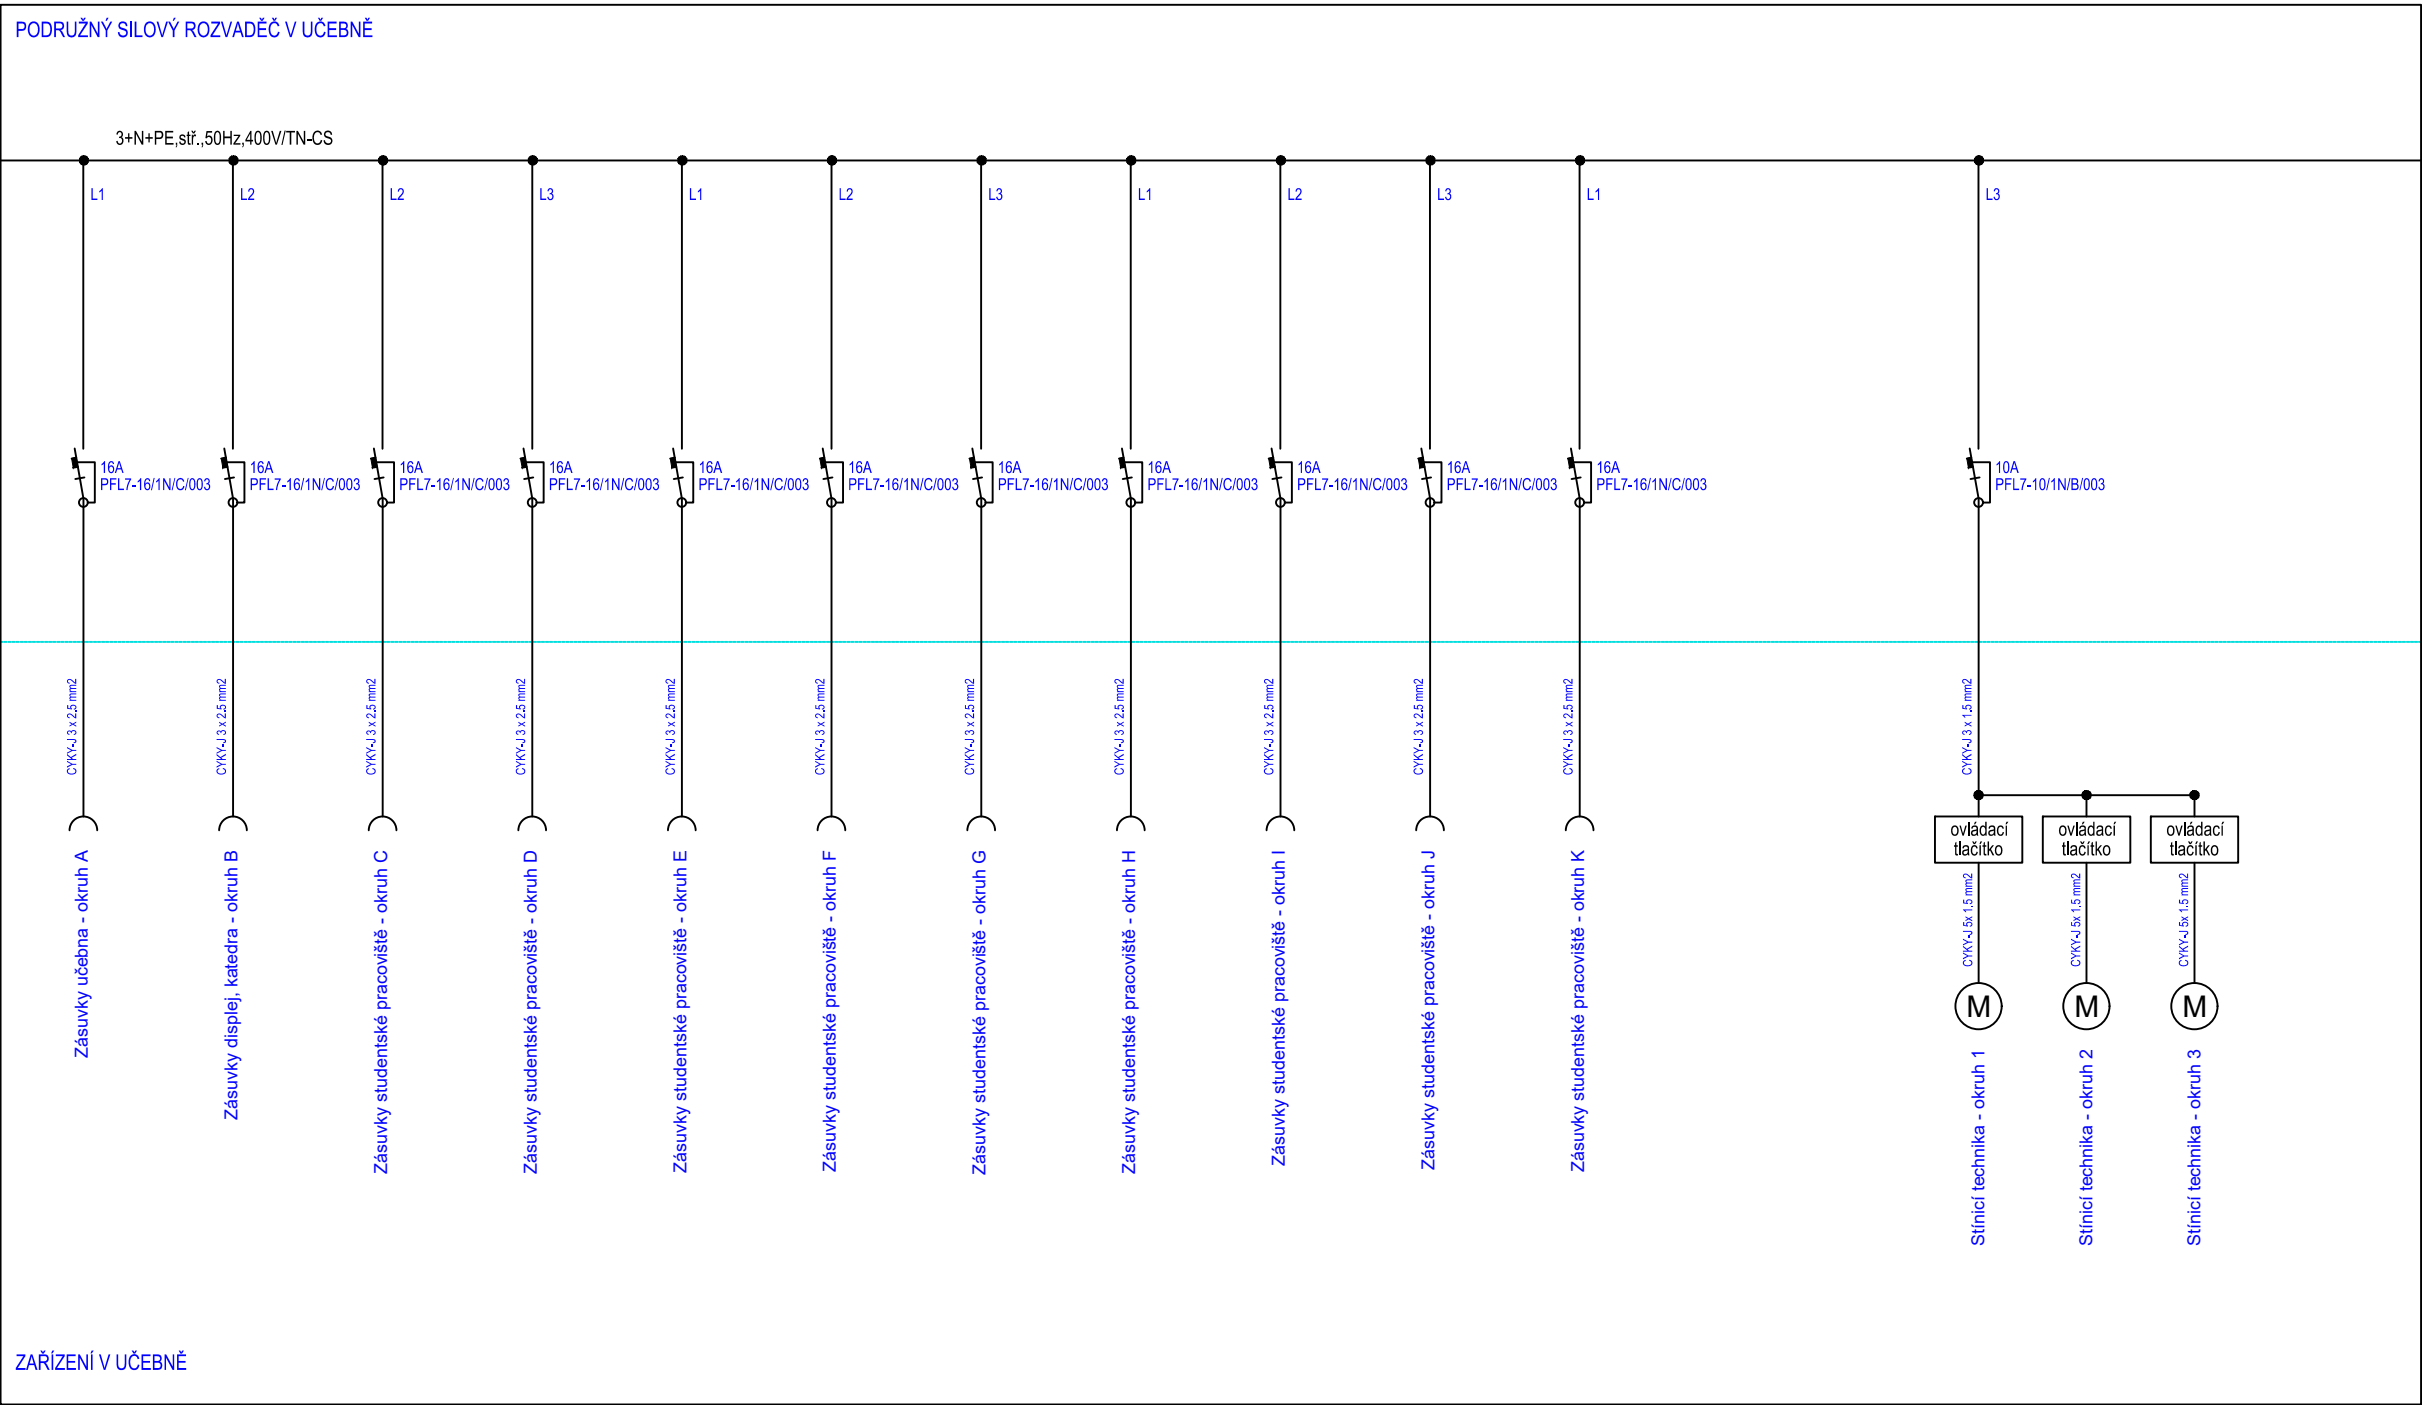 PODRUŽNÝ SILOVÝ ROZVADĚČ V UČEBNĚ
3+N+PE,stř.,50Hz,400V/TN-CS
L1
L2
L2
L3
L1
L2
L3
L1
L2
L3
L1
L3
16A
PFL7-16/1N/C/003
16A
PFL7-16/1N/C/003
16A
PFL7-16/1N/C/003
16A
PFL7-16/1N/C/003
16A
PFL7-16/1N/C/003
16A
PFL7-16/1N/C/003
16A
PFL7-16/1N/C/003
16A
PFL7-16/1N/C/003
16A
PFL7-16/1N/C/003
16A
PFL7-16/1N/C/003
16A
PFL7-16/1N/C/003
10A
PFL7-10/1N/B/003
CYKY-J 3 x 2.5 mm2
CYKY-J 3 x 2.5 mm2
CYKY-J 3 x 2.5 mm2
CYKY-J 3 x 2.5 mm2
CYKY-J 3 x 2.5 mm2
CYKY-J 3 x 2.5 mm2
CYKY-J 3 x 2.5 mm2
CYKY-J 3 x 2.5 mm2
CYKY-J 3 x 2.5 mm2
CYKY-J 3 x 2.5 mm2
CYKY-J 3 x 2.5 mm2
CYKY-J 3 x 1.5 mm2
ovládací
tlačítko
ovládací
tlačítko
ovládací
tlačítko
CYKY-J 5x 1.5 mm2
CYKY-J 5x 1.5 mm2
CYKY-J 5x 1.5 mm2
M
M
M
Zásuvky učebna - okruh A
Zásuvky displej, katedra - okruh B
Zásuvky studentské pracoviště - okruh C
Zásuvky studentské pracoviště - okruh D
Zásuvky studentské pracoviště - okruh E
Zásuvky studentské pracoviště - okruh F
Zásuvky studentské pracoviště - okruh G
Zásuvky studentské pracoviště - okruh H
Zásuvky studentské pracoviště - okruh I
Zásuvky studentské pracoviště - okruh J
Zásuvky studentské pracoviště - okruh K
Stínicí technika - okruh 1
Stínicí technika - okruh 2
Stínicí technika - okruh 3
ZAŘÍZENÍ V UČEBNĚ